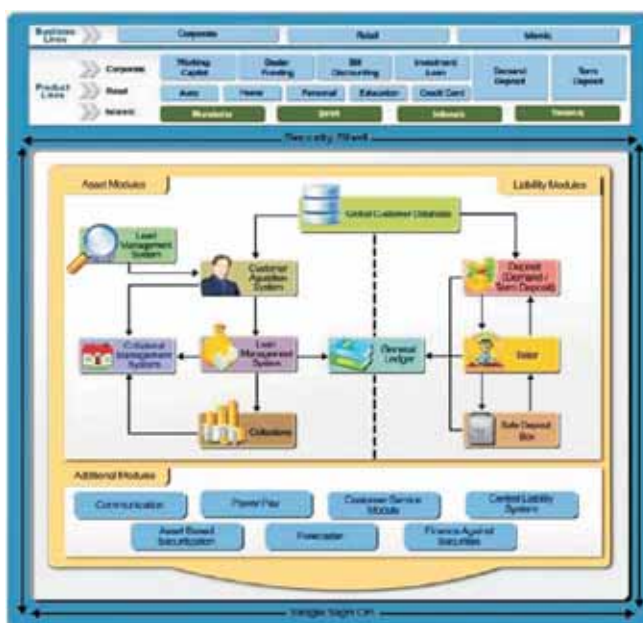 Business
Lines
Corporate
Retail
Islamic
Product
Lines
Corporate
Working
Capital
Dealer
Funding
Bill
Discounting
Investment
Loan
Demand
Deposit
Term
Deposit
Retail
Auto
Home
Personal
Education
Credit Card
Islamic
Murabaha
Ijarah
Security Shell
Asset Modules
Liability Modules
Global Customer Database
Lead
Management
System
Customer
Acquisition
System
Deposit
(Demand /
Term Deposit)
Collateral
Management
System
Loan
Management
System
General
Ledger
Teller
Collections
Safe Deposit
Box
Additional Modules
Communication
Power Pay
Customer Service
Module
Central Liability
System
Asset Based
Securitization
Forecaster
Finance Against
Securities
Single Sign On